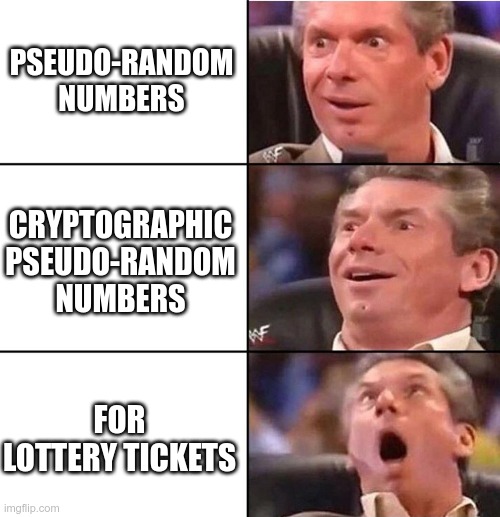 PSEUDO-RANDOM
NUMBERS
CRYPTOGRAPHIC
PSEUDO-RANDOM
NUMBERS
FOR
LOTTERY TICKETS
imgflip.com